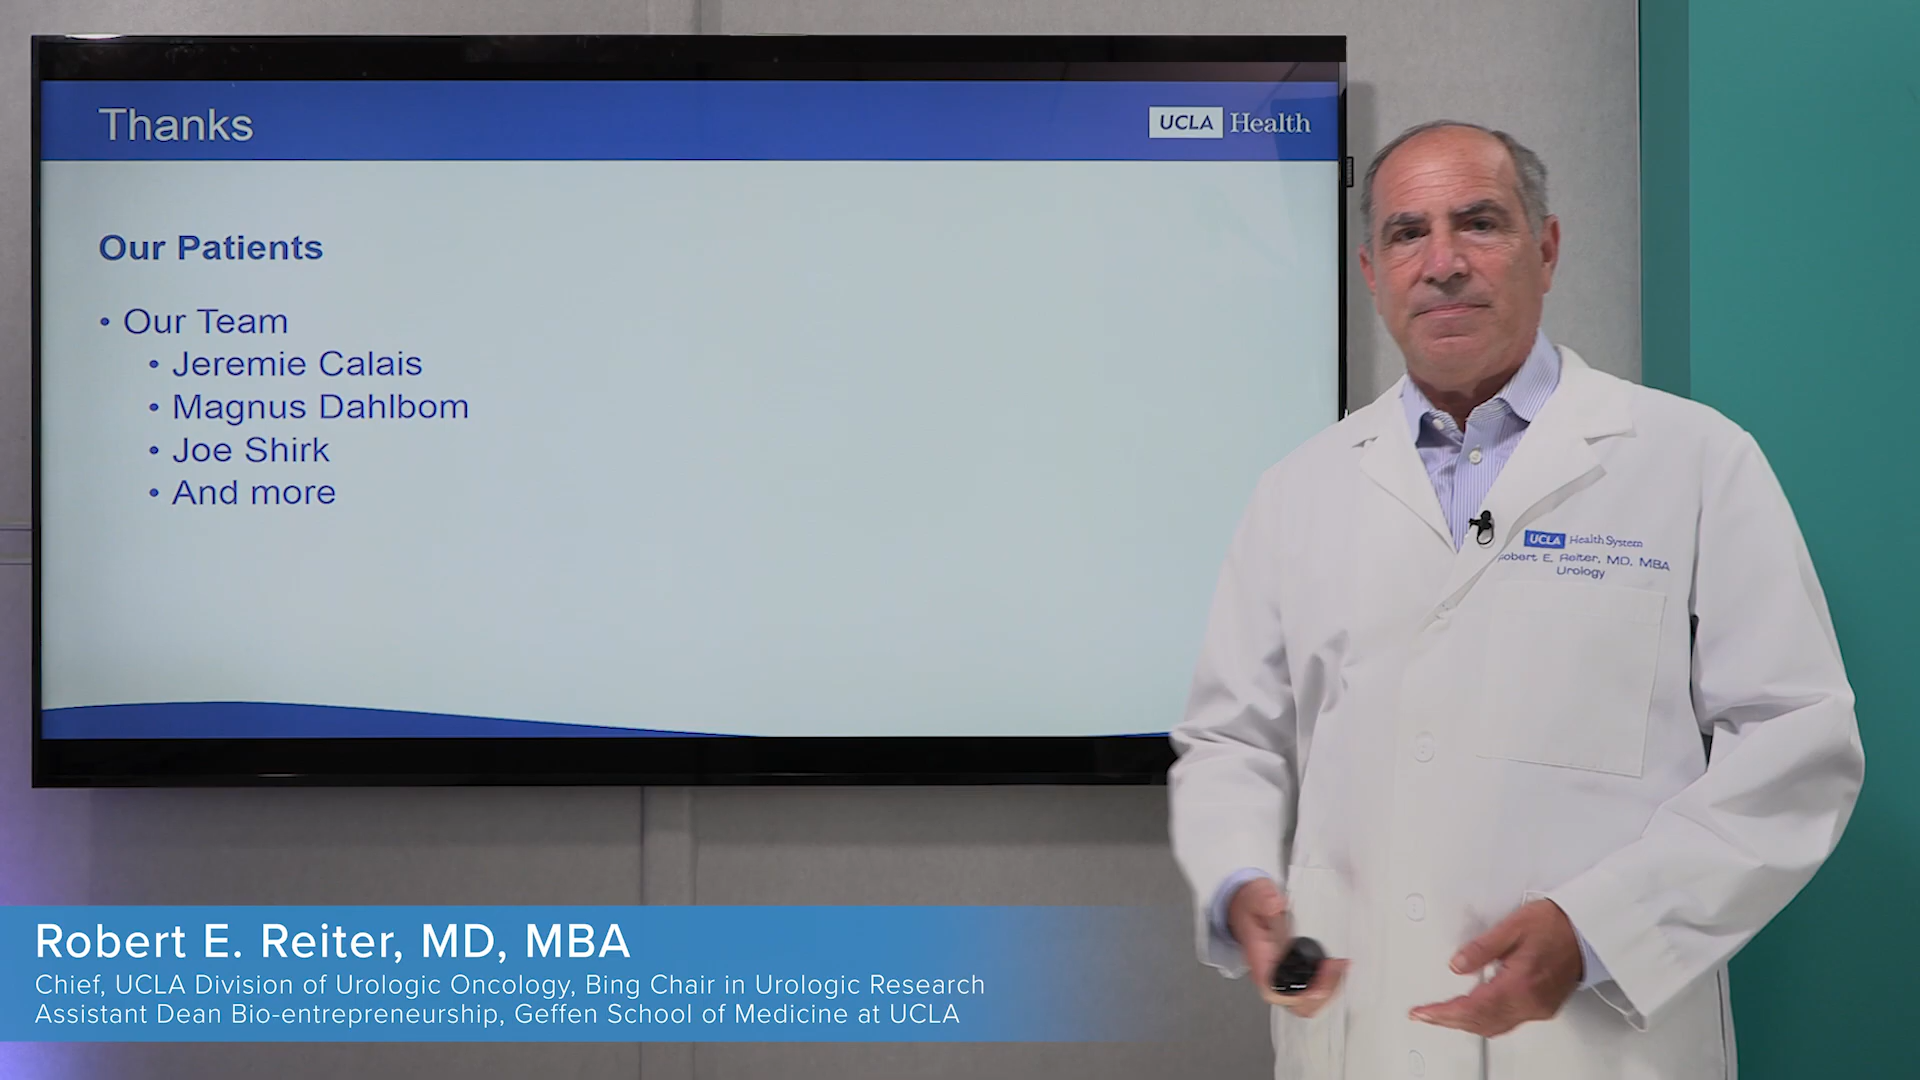 Thanks
UCLA Health
Our Patients
• Our Team
• Jeremie Calais
• Magnus Dahlbom
• Joe Shirk
• And more
UCLA Health System
Robert E. Reiter, MD, MBA
Urology
Robert E. Reiter, MD, MBA
Chief, UCLA Division of Urologic Oncology, Bing Chair in Urologic Research
Assistant Dean Bio-entrepreneurship, Geffen School of Medicine at UCLA